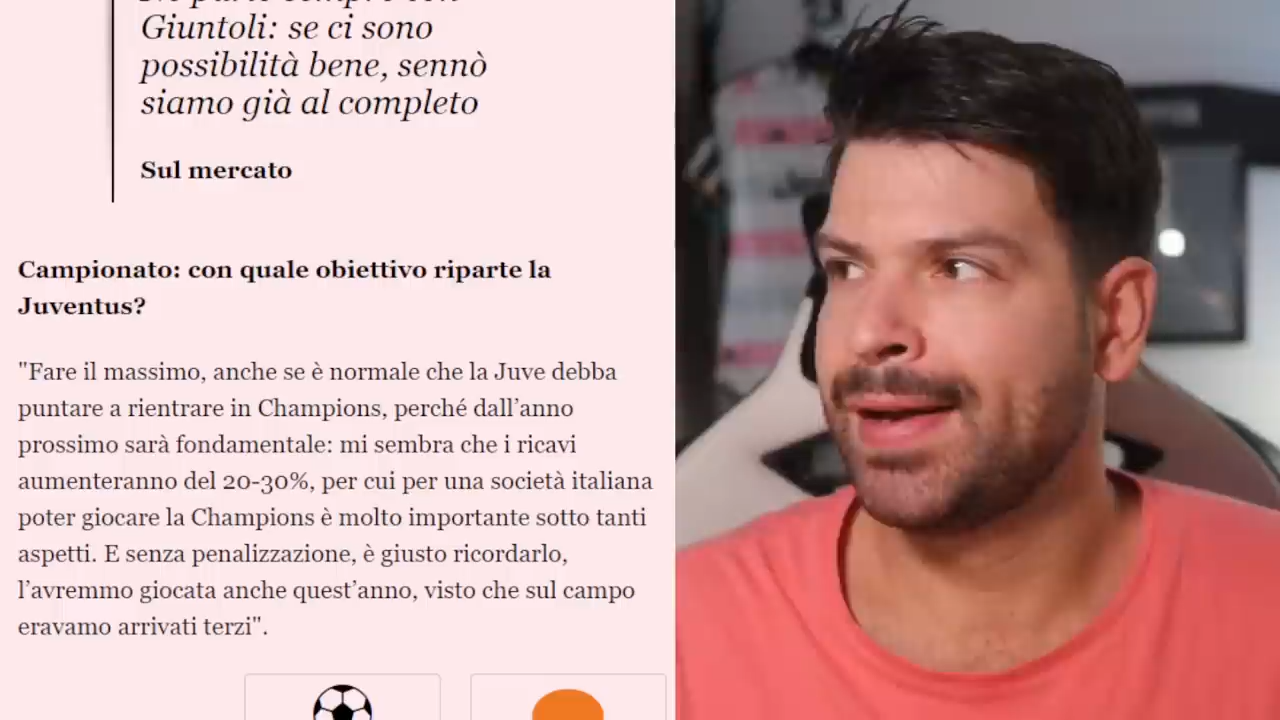 Giuntoli: se ci sono
possibilità bene, sennò
siamo già al completo
Sul mercato
Campionato: con quale obiettivo riparte la
Juventus?
"Fare il massimo, anche se è normale che la Juve debba
puntare a rientrare in Champions, perché dall’anno
prossimo sarà fondamentale: mi sembra che i ricavi
aumenteranno del 20-30%, per cui per una società italiana
poter giocare la Champions è molto importante sotto tanti
aspetti. E senza penalizzazione, è giusto ricordarlo,
l’avremmo giocata anche quest’anno, visto che sul campo
eravamo arrivati terzi".